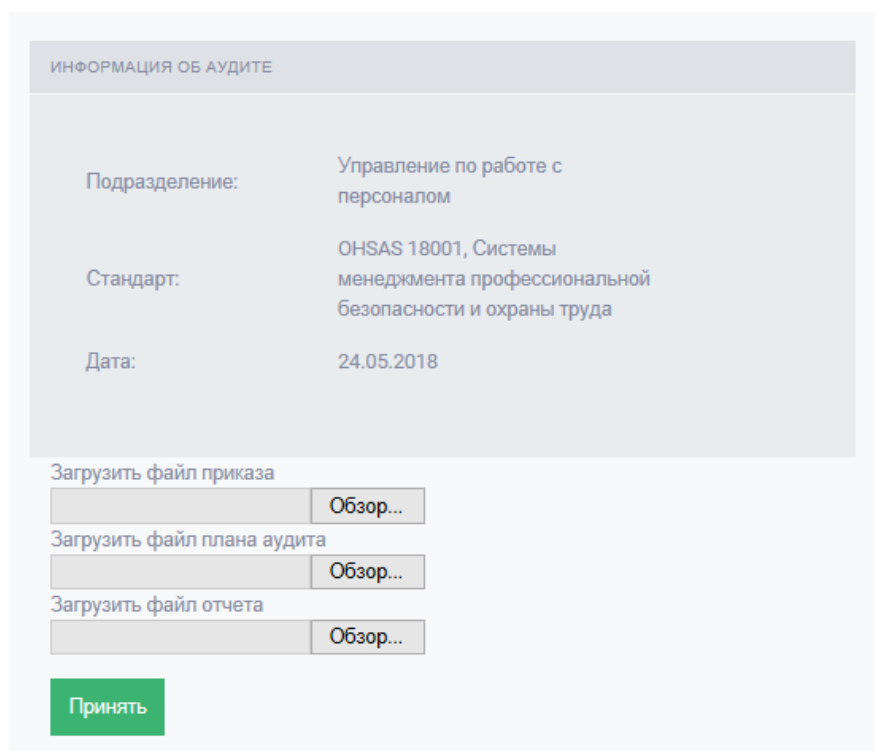 ИНФОРМАЦИЯ ОБ АУДИТЕ
Подразделение:
Управление по работе с
персоналом
Стандарт:
OHSAS 18001, Системы
менеджмента профессиональной
безопасности и охраны труда
Дата:
24.05.2018
Загрузить файл приказа
Обзор...
Загрузить файл плана аудита
Обзор...
Загрузить файл отчета
Обзор...
Принять